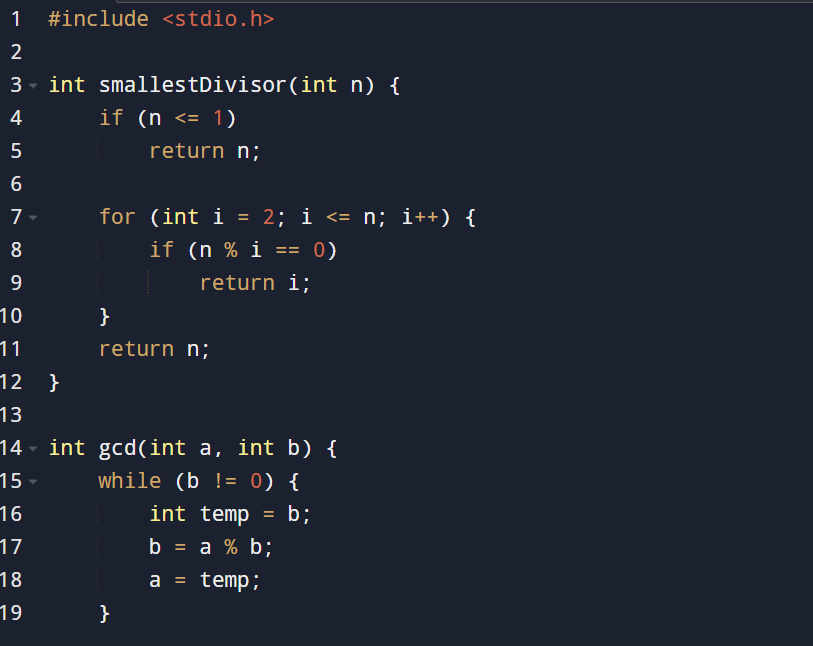 1 #include <stdio.h>
2
3 int smallestDivisor(int n) {
4     if (n <= 1)
5         return n;
6
7     for (int i = 2; i <= n; i++) {
8         if (n % i == 0)
9             return i;
10     }
11     return n;
12 }
13
14 int gcd(int a, int b) {
15     while (b != 0) {
16         int temp = b;
17         b = a % b;
18         a = temp;
19     }